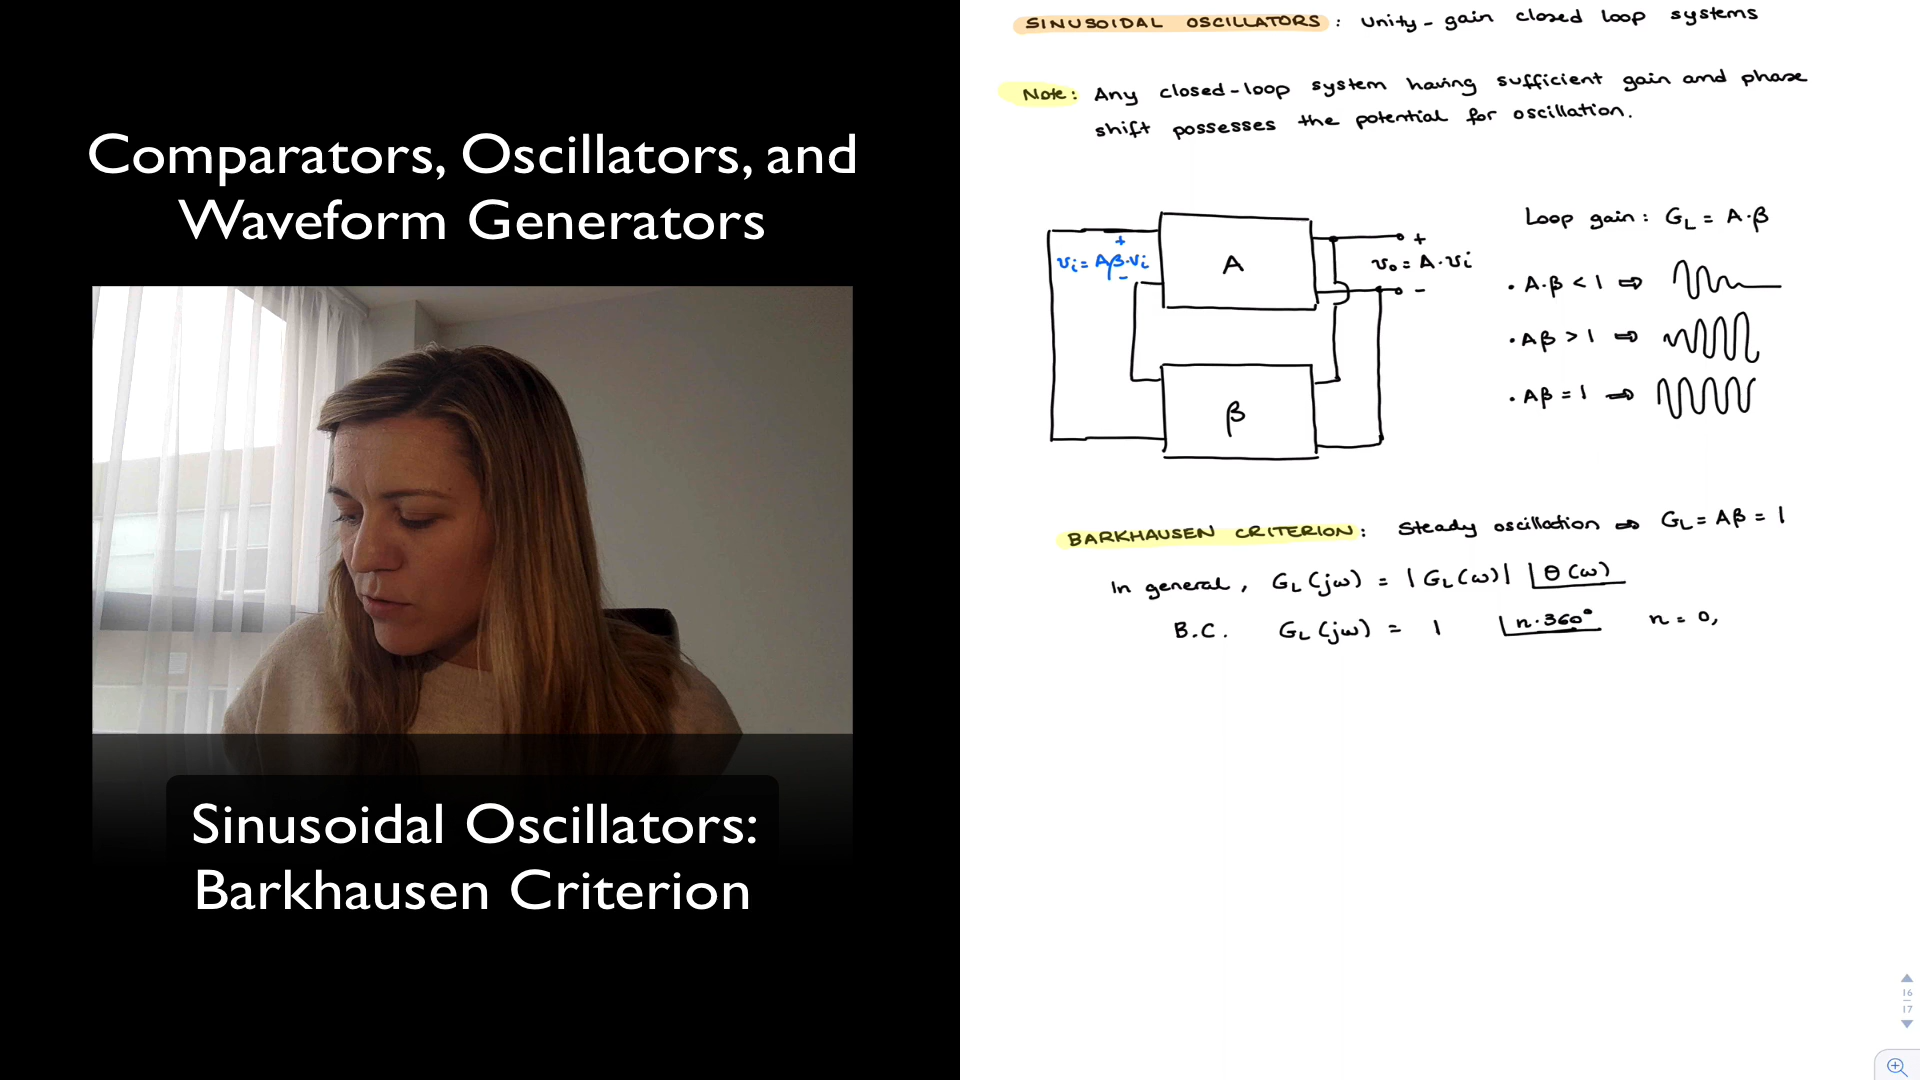 Comparators, Oscillators, and
Waveform Generators
Sinusoidal Oscillators:
Barkhausen Criterion
SINUSOIDAL OSCILLATORS: Unity-gain closed loop systems
Note: Any closed-loop system having sufficient gain and phase
shift possesses the potential for oscillation.
+
vi = Aβ·vi
-
A
+
vo = A·vi
-
β
Loop gain: GL = A·β
• A·β < 1 ⇒
• Aβ > 1 ⇒
• Aβ = 1 ⇒
BARKHAUSEN CRITERION: Steady oscillation ⇒ GL = Aβ = 1
In general, GL(jω) = |GL(ω)| ∠θ(ω)
B.C. GL(jω) = 1 ∠n·360° n = 0,
16
17